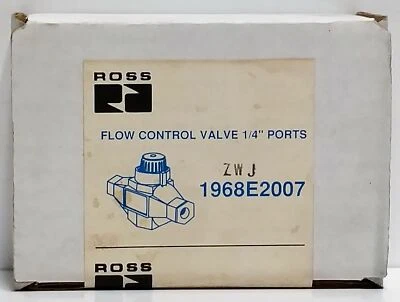 ROSS
FLOW CONTROL VALVE 1/4" PORTS
ZWJ
1968E2007
ROSS